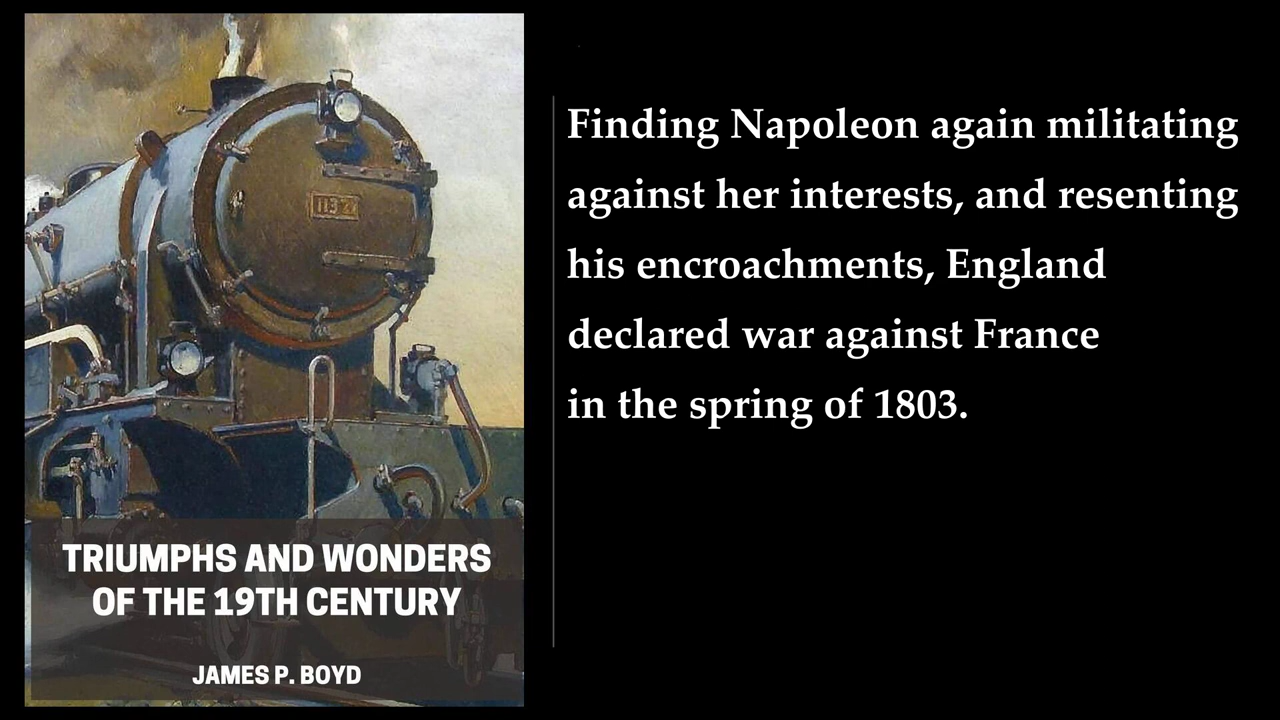 Finding Napoleon again militating
against her interests, and resenting
his encroachments, England
declared war against France
in the spring of 1803.
TRIUMPHS AND WONDERS
OF THE 19TH CENTURY
JAMES P. BOYD